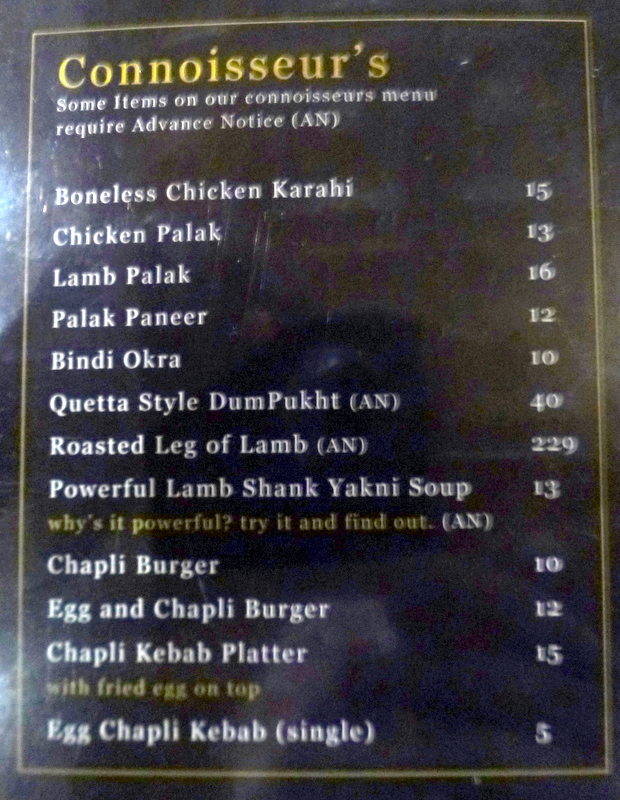 Connoisseur's
Some Items on our connoisseurs menu
require Advance Notice (AN)
Boneless Chicken Karahi 15
Chicken Palak 13
Lamb Palak 16
Palak Paneer 12
Bindi Okra 10
Quetta Style DumPukht (AN) 40
Roasted Leg of Lamb (AN) 229
Powerful Lamb Shank Yakni Soup 13
why's it powerful? try it and find out. (AN)
Chapli Burger 10
Egg and Chapli Burger 12
Chapli Kebab Platter 15
with fried egg on top
Egg Chapli Kebab (single) 5